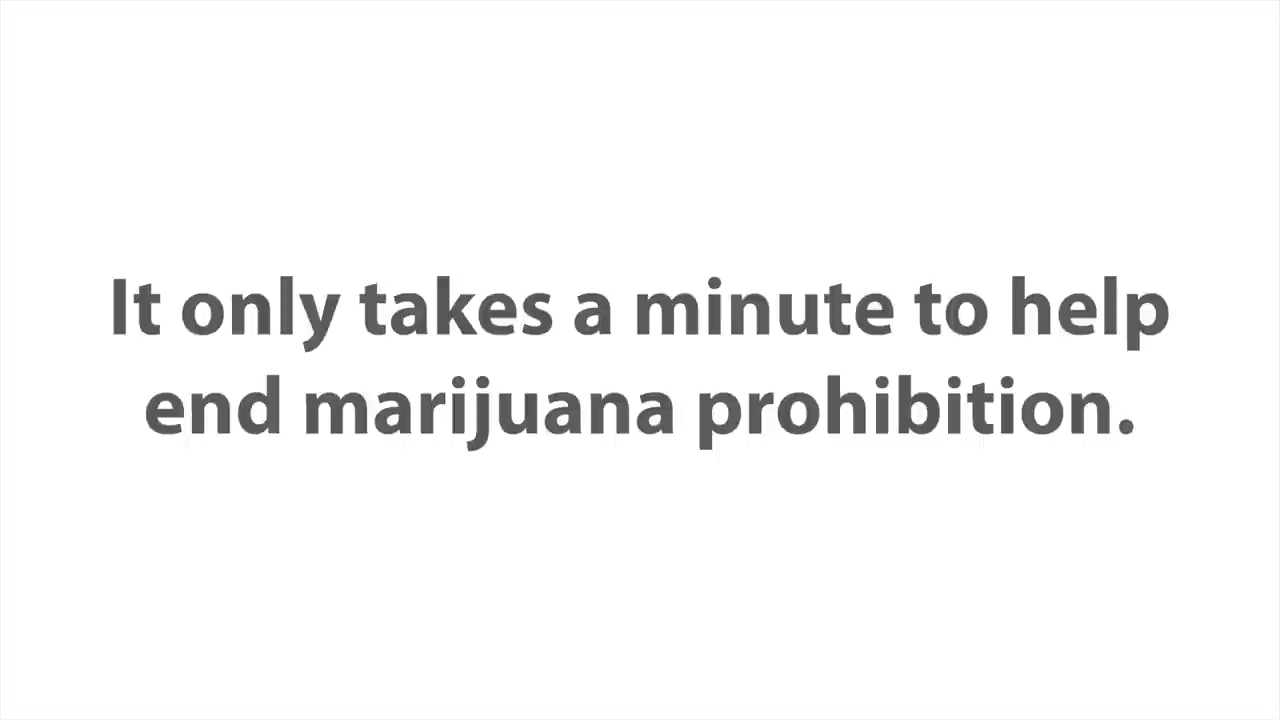 It only takes a minute to help
end marijuana prohibition.